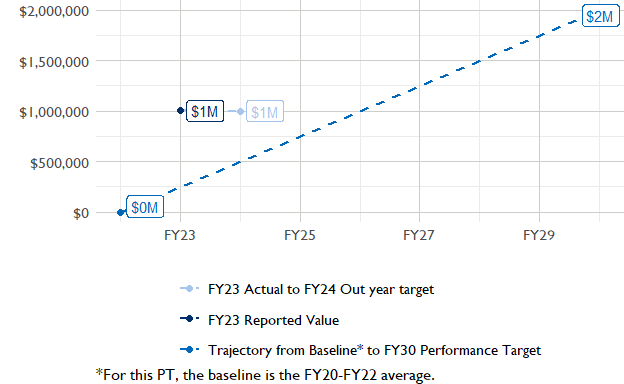 $2,000,000
$2M
$1,500,000
$1,000,000
$1M
$1M
$500,000
$0M
$0
FY23
FY25
FY27
FY29
FY23 Actual to FY24 Out year target
FY23 Reported Value
Trajectory from Baseline* to FY30 Performance Target
*For this PT, the baseline is the FY20-FY22 average.